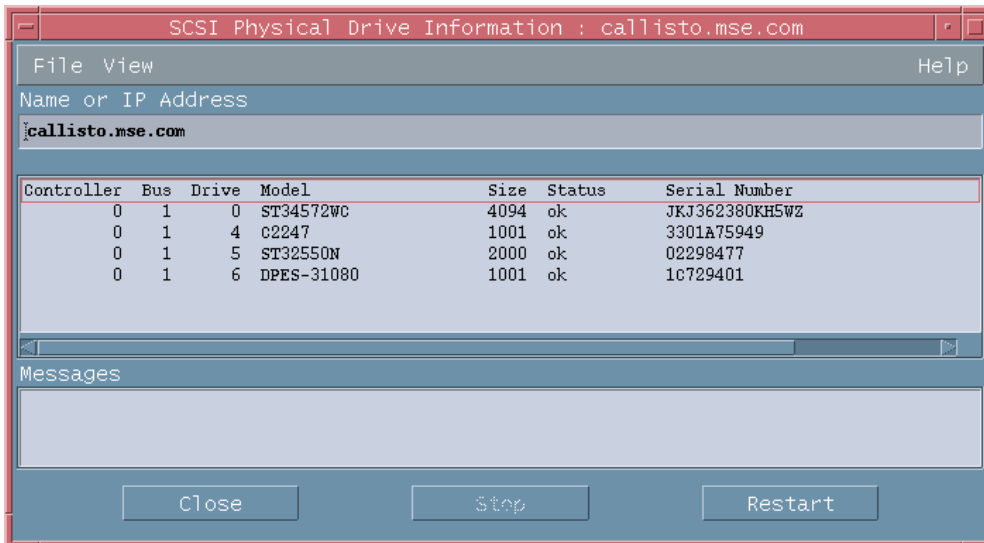 SCSI Physical Drive Information : callisto.mse.com
File View Help
Name or IP Address
callisto.mse.com
Controller Bus Drive Model Size Status Serial Number
0 1 0 ST34572WC 4094 ok JKJ362380KH5WZ
0 1 4 C2247 1001 ok 3301A75949
0 1 5 ST32550N 2000 ok 02298477
0 1 6 DPES-31080 1001 ok 1C729401
Messages
Close Stop Restart